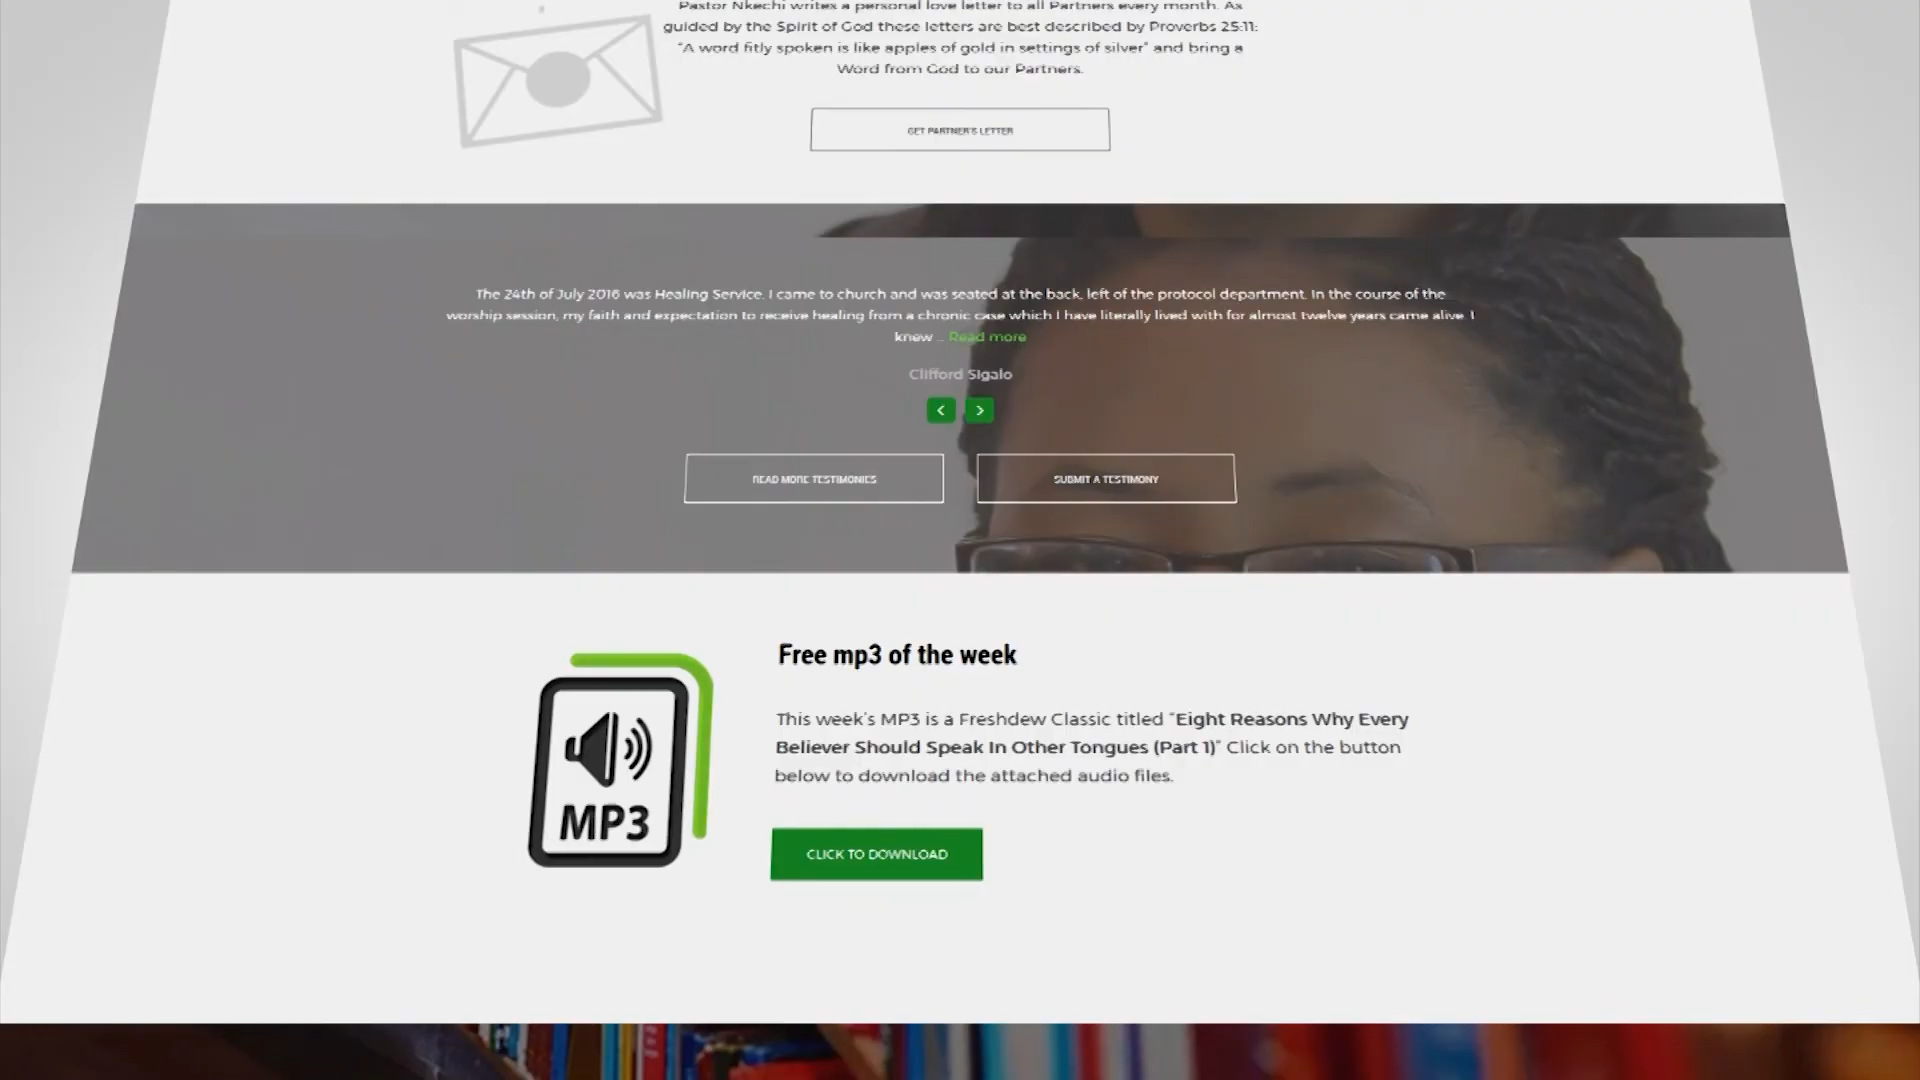 Pastor Nkechi writes a personal love letter to all Partners every month. As
guided by the Spirit of God these letters are best described by Proverbs 25:11:
"A word fitly spoken is like apples of gold in settings of silver" and bring a
Word from God to our Partners.
GET PARTNER'S LETTER
The 24th of July 2016 was Healing Service. I came to church and was seated at the back, left of the protocol department. In the course of the
worship session, my faith and expectation to receive healing from a chronic case which I have literally lived with for almost twelve years came alive. I
knew ... Read more
Clifford Sigalo
READ MORE TESTIMONIES
SUBMIT A TESTIMONY
Free mp3 of the week
This week's MP3 is a Freshdew Classic titled "Eight Reasons Why Every
Believer Should Speak In Other Tongues (Part 1)" Click on the button
below to download the attached audio files.
MP3
CLICK TO DOWNLOAD